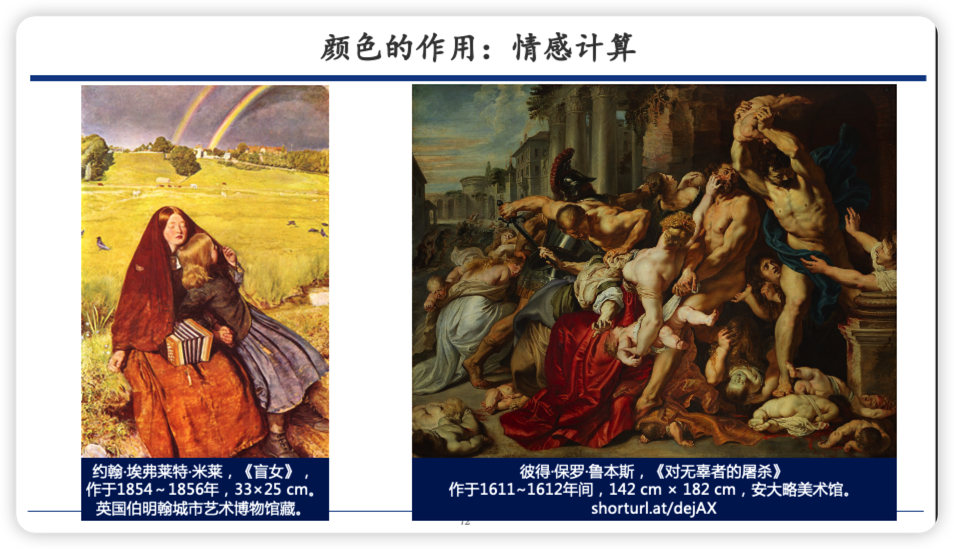 颜色的作用：情感计算
约翰·埃弗莱特·米莱，《盲女》，
作于1854～1856年，33×25 cm。
英国伯明翰城市艺术博物馆藏。
彼得·保罗·鲁本斯，《对无辜者的屠杀》
作于1611~1612年间，142 cm × 182 cm，安大略美术馆。
shorturl.at/dejAX
12